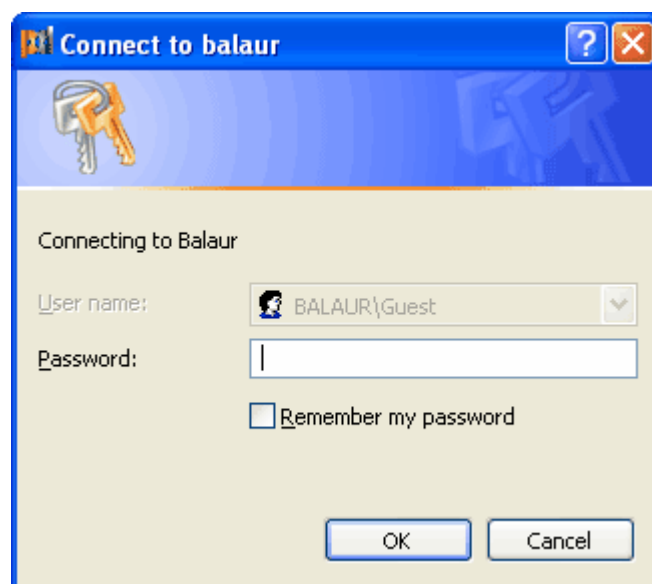 Connect to balaur
Connecting to Balaur
User name: BALAUR\Guest
Password:
Remember my password
OK Cancel